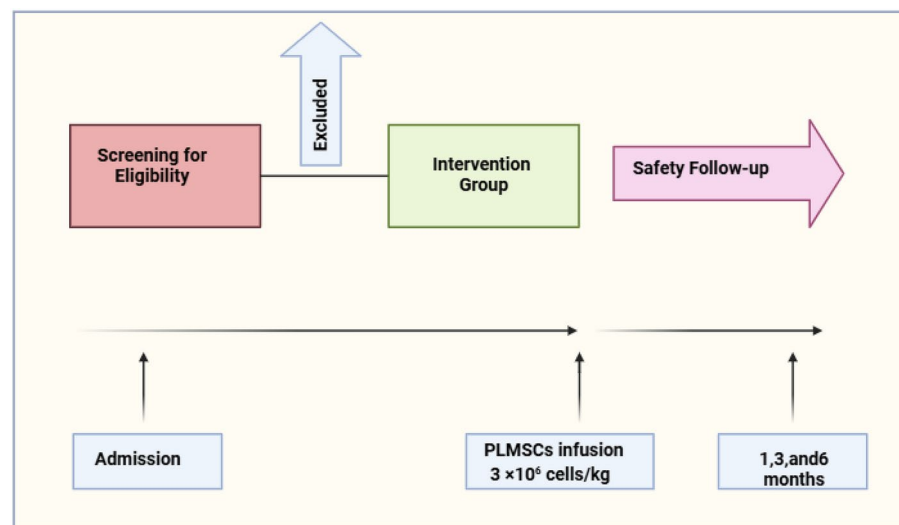 Excluded
Screening for
Eligibility
Intervention
Group
Safety Follow-up
Admission
PLMSCs infusion
3 ×10⁶ cells/kg
1,3,and6
months